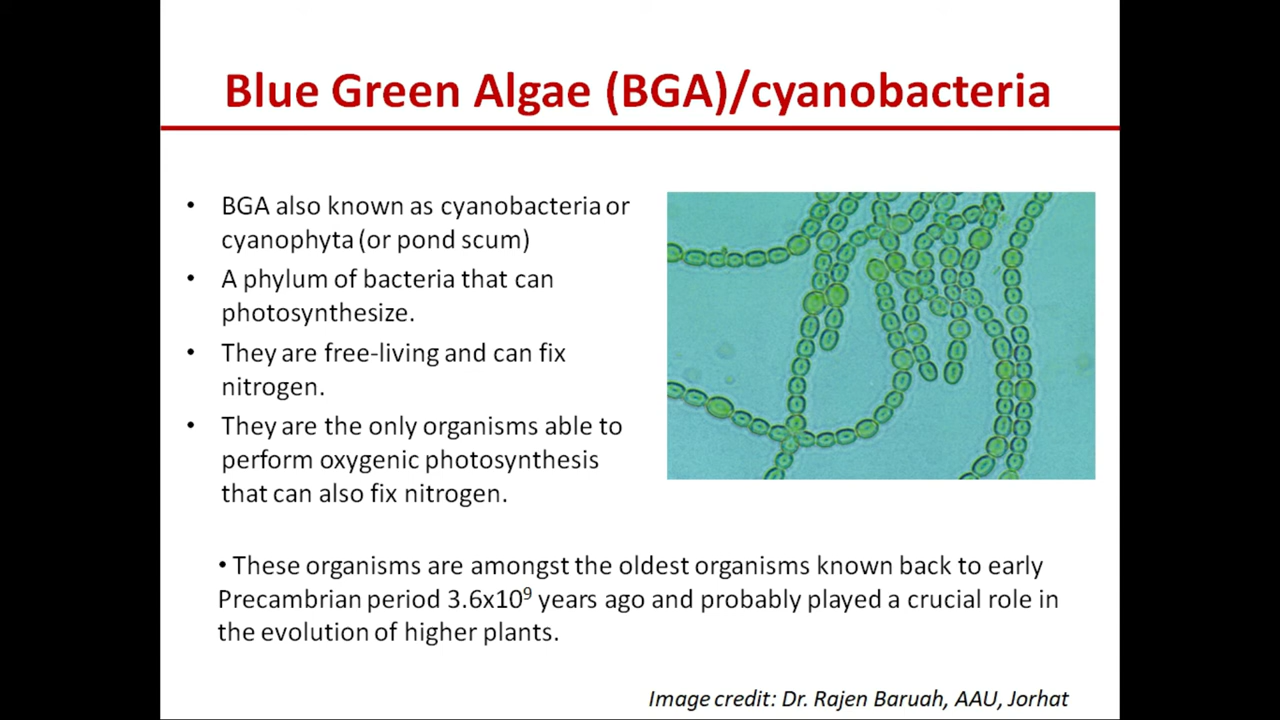 Blue Green Algae (BGA)/cyanobacteria
• BGA also known as cyanobacteria or
cyanophyta (or pond scum)
• A phylum of bacteria that can
photosynthesize.
• They are free-living and can fix
nitrogen.
• They are the only organisms able to
perform oxygenic photosynthesis
that can also fix nitrogen.
• These organisms are amongst the oldest organisms known back to early
Precambrian period 3.6x10⁹ years ago and probably played a crucial role in
the evolution of higher plants.
Image credit: Dr. Rajen Baruah, AAU, Jorhat